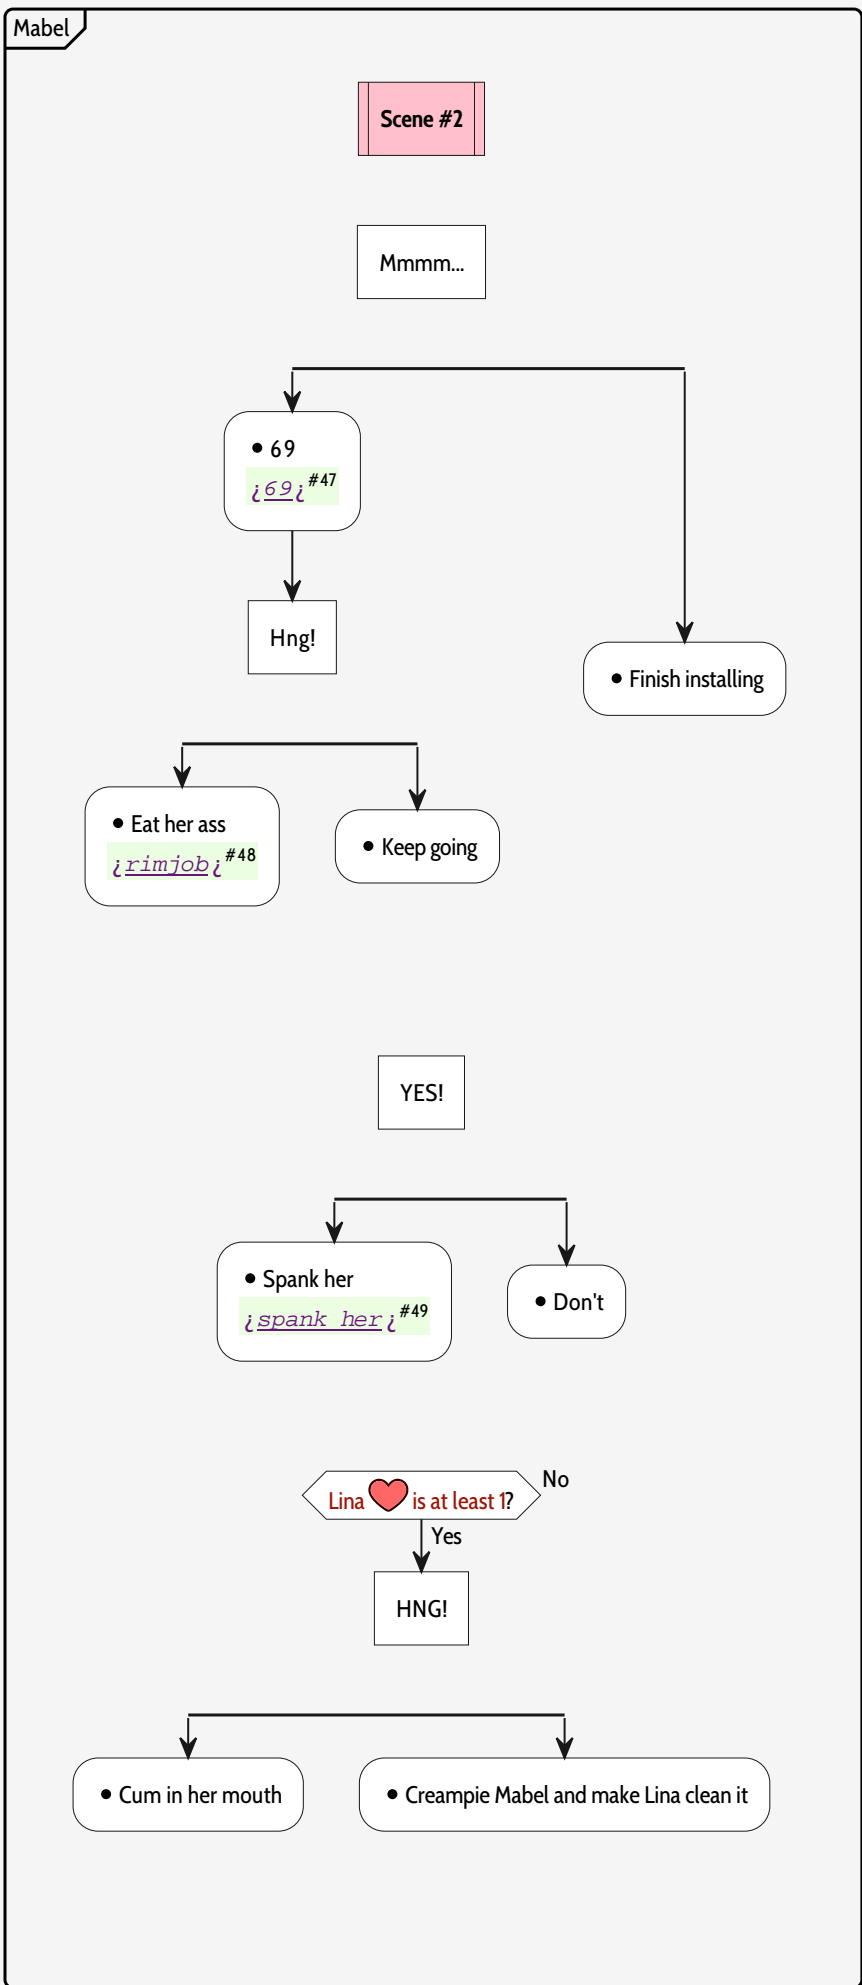 Mabel
Scene #2
Mmmm...
• 69
¿69¿#47
Hng!
• Finish installing
• Eat her ass
¿rimjob¿#48
• Keep going
YES!
• Spank her
¿spank her¿#49
• Don't
Lina ❤ is at least 1?
No
Yes
HNG!
• Cum in her mouth
• Creampie Mabel and make Lina clean it